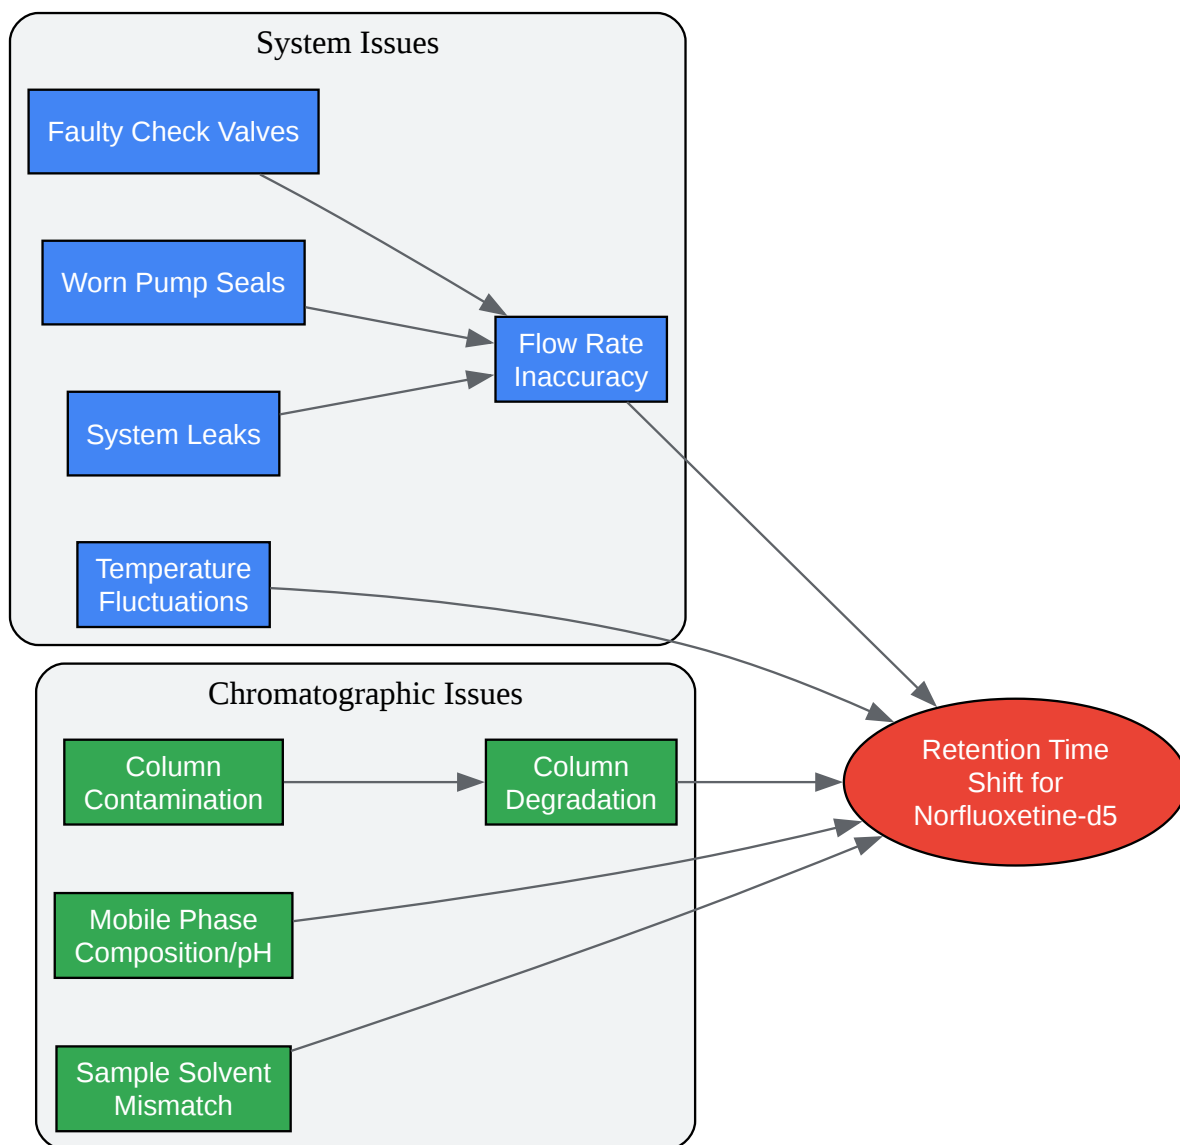 System Issues
Faulty Check Valves
Worn Pump Seals
Flow Rate
Inaccuracy
System Leaks
Temperature
Fluctuations
Chromatographic Issues
Column
Contamination
Column
Degradation
Retention Time
Shift for
Norfluoxetine-d5
Mobile Phase
Composition/pH
Sample Solvent
Mismatch